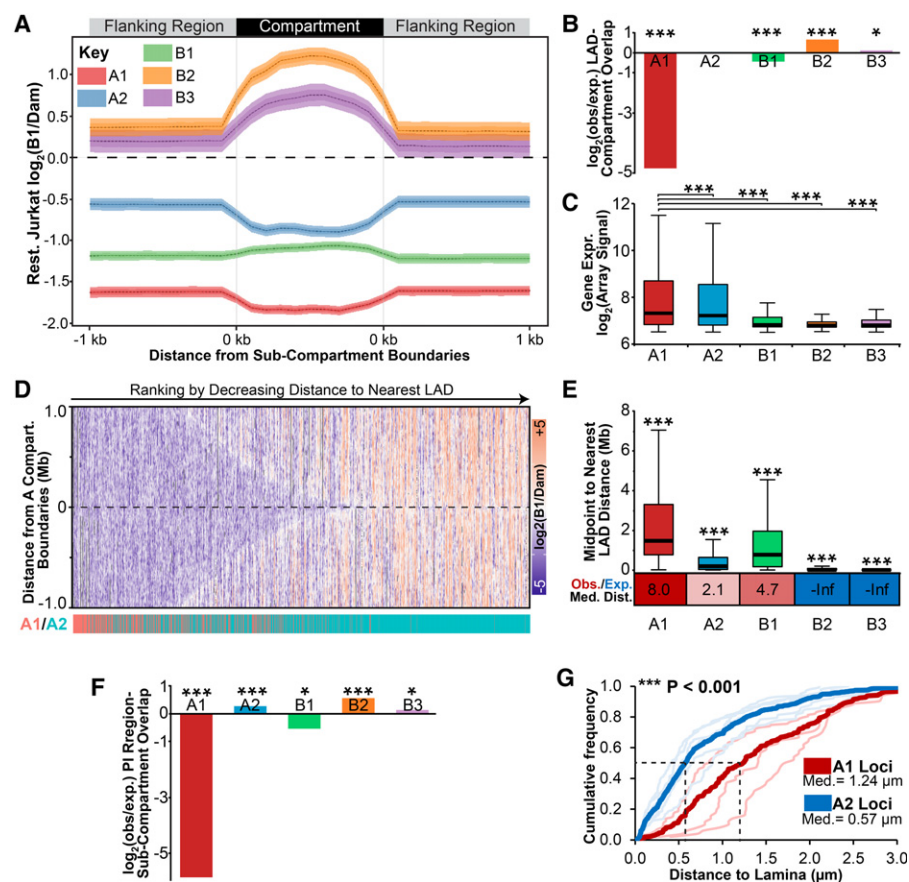 A
Flanking Region
Compartment
Flanking Region
Key
A1
A2
B1
B2
B3
Rest. Jurkat log2(B1/Dam)
1.0
0.5
0.0
-0.5
-1.0
-1.5
-2.0
-1 kb
0 kb
0 kb
1 kb
Distance from Sub-Compartment Boundaries
B
log2(obs/exp.) LAD-
Compartment Overlap
0
-1
-3
-5
*** *** *** *
A1 A2 B1 B2 B3
C
Gene Expr.
log2(Array Signal)
12
10
8
6
***
***
***
***
A1 A2 B1 B2 B3
D
Ranking by Decreasing Distance to Nearest LAD
Distance from A Compart.
Boundaries (Mb)
1.0
0
-1.0
+5
log2(B1/Dam)
-5
A1/A2
E
Midpoint to Nearest
LAD Distance (Mb)
8
6
4
2
0
***
***
***
***
***
Obs./Exp.
Med. Dist.
8.0 2.1 4.7 -Inf -Inf
A1 A2 B1 B2 B3
F
log2(obs/exp.) PI Region-
Sub-Compartment Overlap
1
0
-1
-3
-5
*** *** * *** *
A1 A2 B1 B2 B3
G
*** P < 0.001
Cumulative frequency
1.0
0.8
0.6
0.4
0.2
0.0
A1 Loci
Med.= 1.24 µm
A2 Loci
Med.= 0.57 µm
0.0 0.5 1.0 1.5 2.0 2.5 3.0
Distance to Lamina (µm)